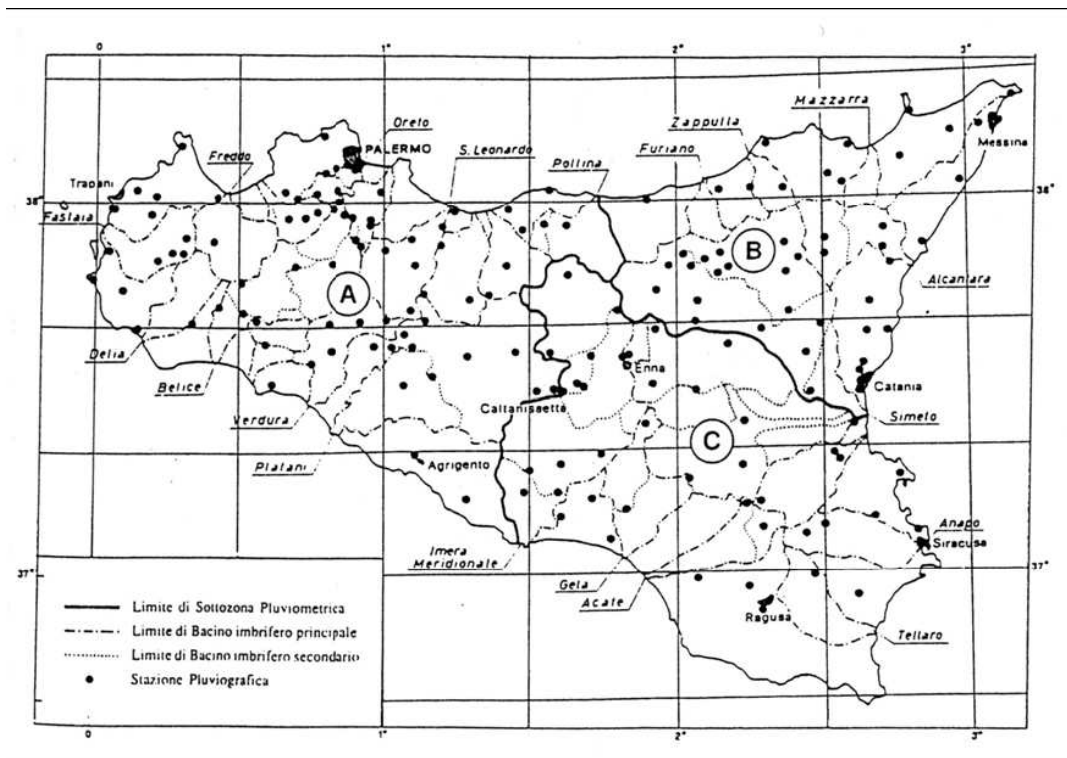 0 1° 2° 3°
Mazzarra
Oreto
Zappulla
PALERMO
Messina
S. Leonardo
Furiano
Freddo
Pollina
Trapani
38° 38
Fastaia
B
A
Alcantara
Delia
Enna
Belice
Catania
Caltanissetta
Simeto
Verdura
C
Platani
Agrigento
Anapo
Siracusa
Imera
Meridionale
37° 37
Gela
Acate
Ragusa
Tellaro
Limite di Sottozona Pluviometrica
Limite di Bacino imbrifero principale
Limite di Bacino imbrifero secondario
Stazione Pluviografica
0 1° 2° 3°